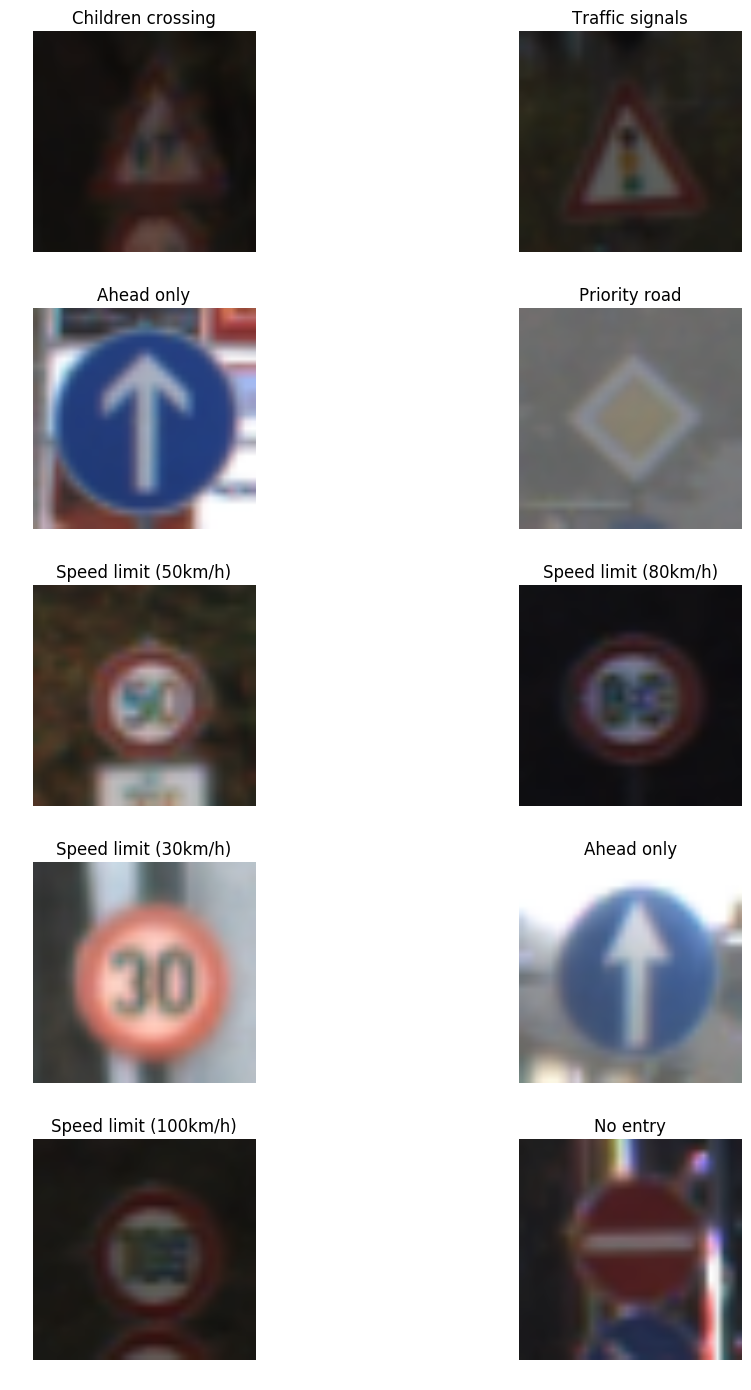 Children crossing
Traffic signals
Ahead only
Priority road
Speed limit (50km/h)
Speed limit (80km/h)
50
80
Speed limit (30km/h)
Ahead only
30
Speed limit (100km/h)
No entry